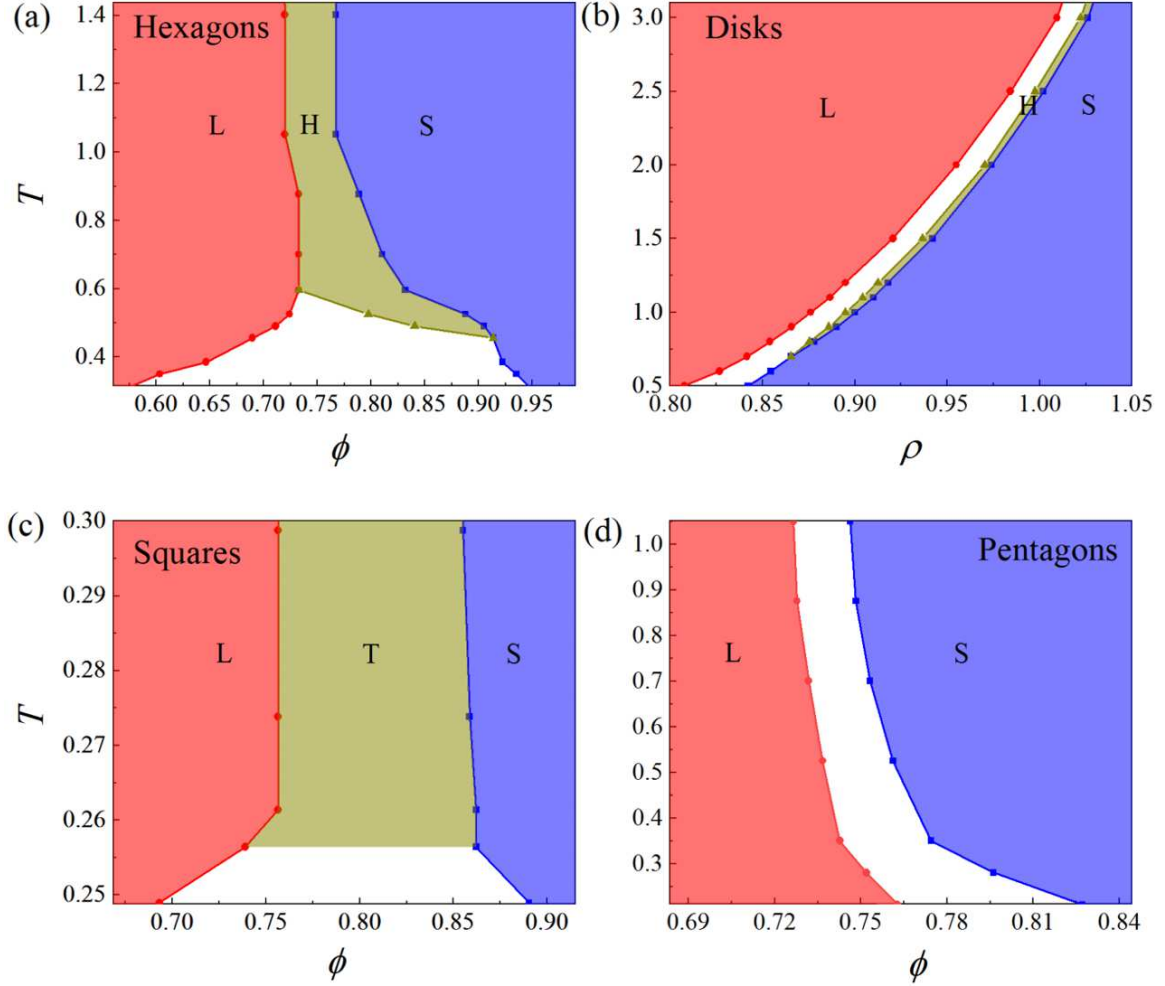 (a) Hexagons
1.4
1.2
1.0
0.8
0.6
0.4
T
L H S
0.60 0.65 0.70 0.75 0.80 0.85 0.90 0.95
ϕ
(b) Disks
3.0
2.5
2.0
1.5
1.0
0.5
L H S
0.80 0.85 0.90 0.95 1.00 1.05
ρ
(c) Squares
0.30
0.29
0.28
0.27
0.26
0.25
T
L T S
0.70 0.75 0.80 0.85 0.90
ϕ
(d) Pentagons
1.0
0.9
0.8
0.7
0.6
0.5
0.4
0.3
L S
0.69 0.72 0.75 0.78 0.81 0.84
ϕ